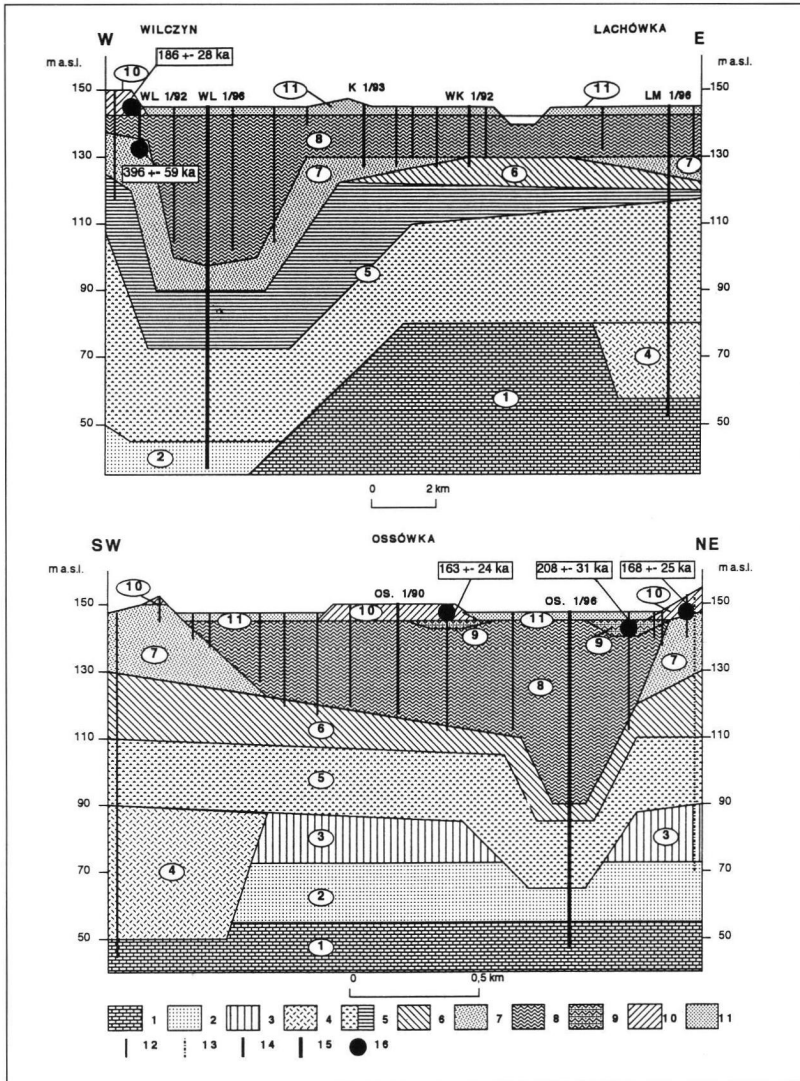 WILCZYN LACHÓWKA
W E
186 +- 28 ka
m a.s.l. m a.s.l.
10
150 WL 1/92 WL 1/96 11 K 1/93 WK 1/92 11 LM 1/96 150
8
130 7 6 7 130
396 +- 59 ka
110 110
5
90 90
70 4 70
1
50 50
2
0 2 km
OSSÓWKA
SW NE
163 +- 24 ka 208 +- 31 ka 168 -- 25 ka
m a.s.l. m a.s.l.
10 OS. 1/90 OS. 1/96 10
150 11 10 11 150
9 9
7 7
130 8 130
6
110 110
5
90 90
3 3
70 4 70
2
50 1 50
0 0,5 km
1 2 3 4 5 6 7 8 9 10 11
12 13 14 15 16